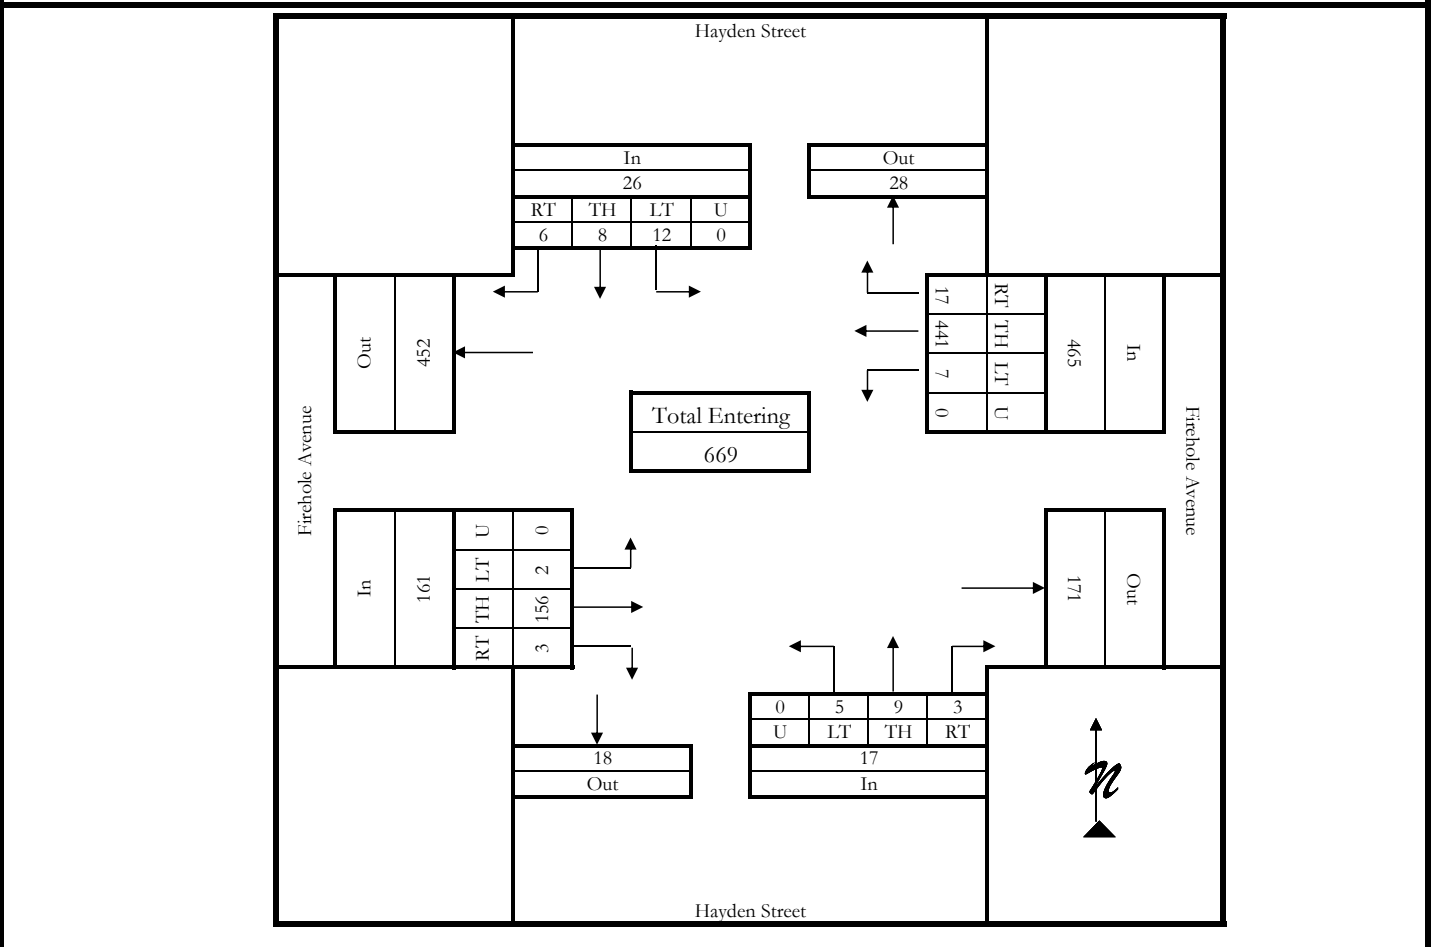 Hayden Street
In
26
RT TH LT U
6 8 12 0
Out
28
Out
452
Firehole Avenue
17 RT
441 TH
7 LT
0 U
465
In
Firehole Avenue
Total Entering
669
In
161
U 0
LT 2
TH 156
RT 3
171
Out
0 5 9 3
U LT TH RT
17
In
18
Out
N
Hayden Street